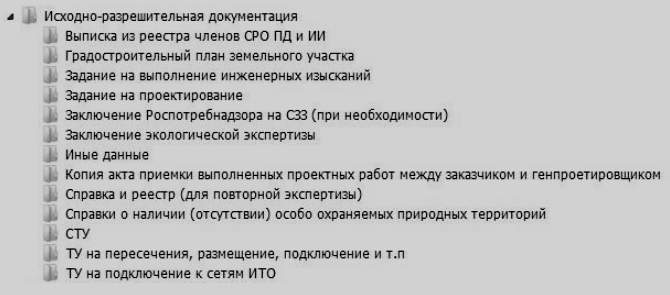 Исходно-разрешительная документация
Выписка из реестра членов СРО ПД и ИИ
Градостроительный план земельного участка
Задание на выполнение инженерных изысканий
Задание на проектирование
Заключение Роспотребнадзора на СЗЗ (при необходимости)
Заключение экологической экспертизы
Иные данные
Копия акта приемки выполненных проектных работ между заказчиком и генпроетировщиком
Справка и реестр (для повторной экспертизы)
Справки о наличии (отсутствии) особо охраняемых природных территорий
СТУ
ТУ на пересечения, размещение, подключение и т.п
ТУ на подключение к сетям ИТО